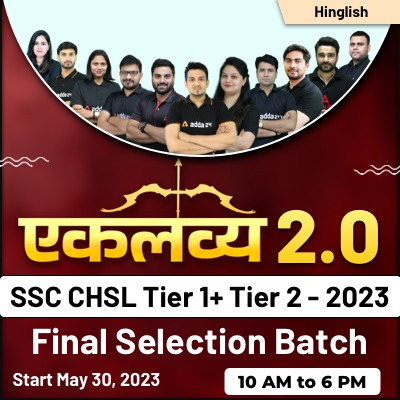 Hinglish
adda247
एकलव्य 2.0
SSC CHSL Tier 1+ Tier 2 - 2023
Final Selection Batch
Start May 30, 2023
10 AM to 6 PM